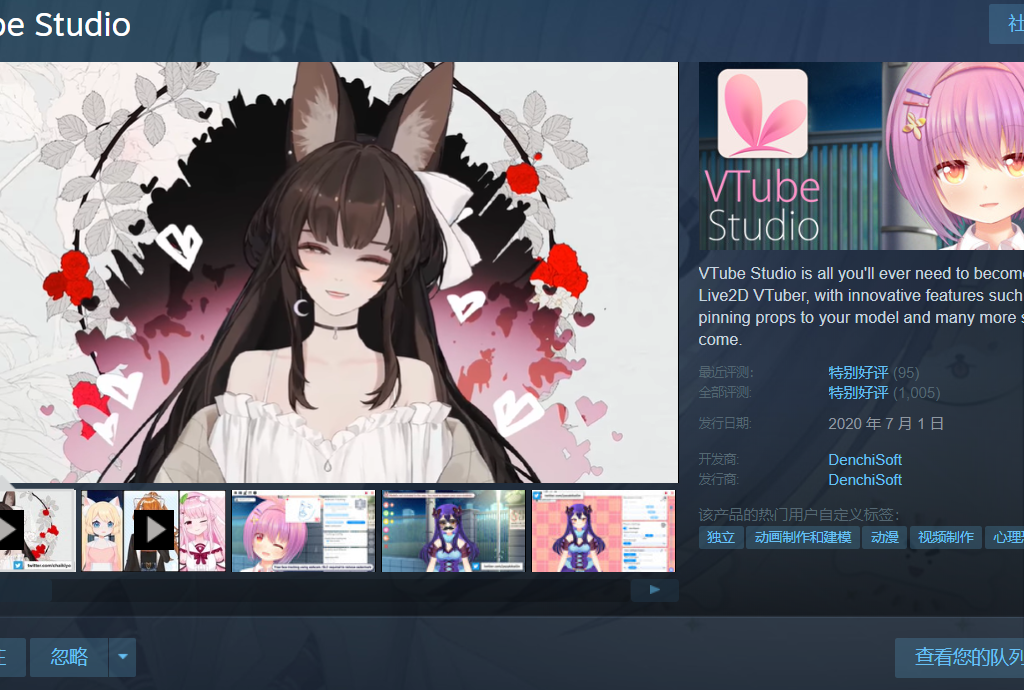 be Studio
社
VTube
Studio
VTube Studio is all you'll ever need to become
Live2D VTuber, with innovative features such
pinning props to your model and many more s
come.
最近评测:
特别好评 (95)
全部评测:
特别好评 (1,005)
发行日期:
2020 年 7 月 1 日
开发商:
DenchiSoft
发行商:
DenchiSoft
该产品的热门用户自定义标签:
独立 动画制作和建模 动漫 视频制作 心理
忽略
查看您的队列